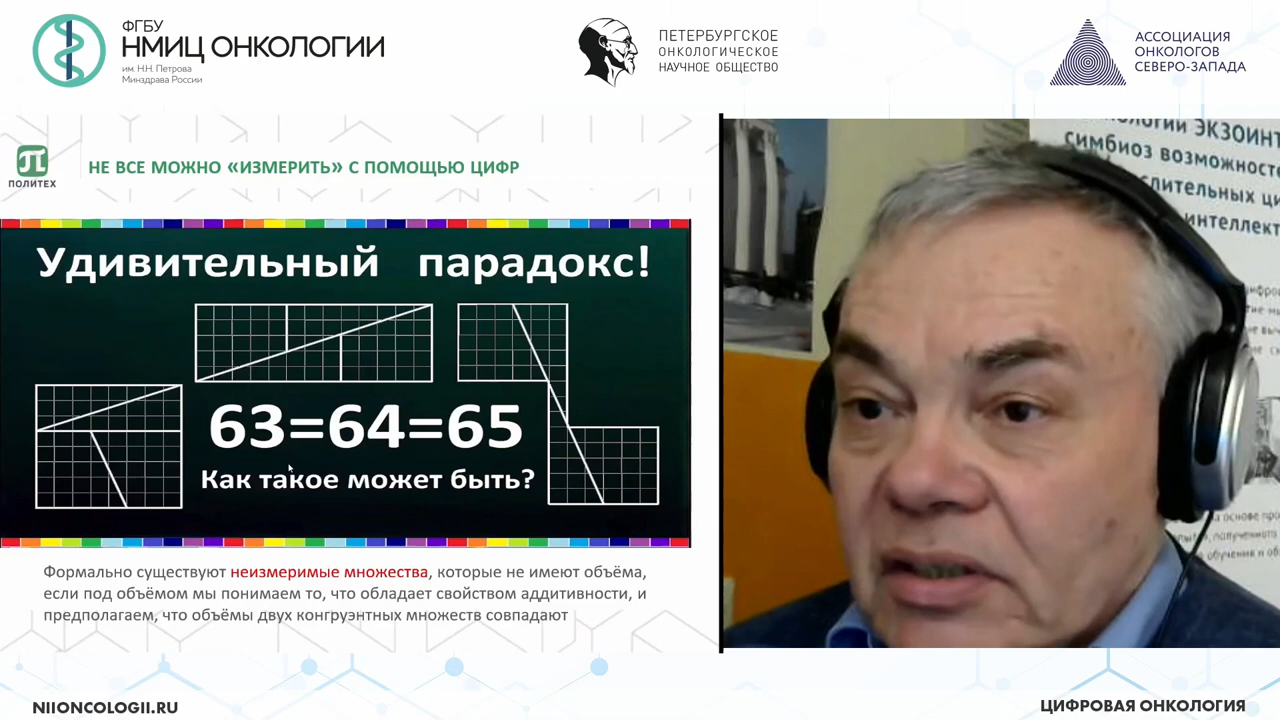 ФГБУ
НМИЦ ОНКОЛОГИИ
им. Н.Н. Петрова
Минздрава России
ПЕТЕРБУРГСКОЕ
ОНКОЛОГИЧЕСКОЕ
НАУЧНОЕ ОБЩЕСТВО
АССОЦИАЦИЯ
ОНКОЛОГОВ
СЕВЕРО-ЗАПАДА
ПОЛИТЕХ
НЕ ВСЕ МОЖНО «ИЗМЕРИТЬ» С ПОМОЩЬЮ ЦИФР
Удивительный парадокс!
63=64=65
Как такое может быть?
Формально существуют неизмеримые множества, которые не имеют объёма,
если под объёмом мы понимаем то, что обладает свойством аддитивности, и
предполагаем, что объёмы двух конгруэнтных множеств совпадают
ЭКЗОИНТ
симбиоз возможносте
интеллект
NIIONCOLOGII.RU
ЦИФРОВАЯ ОНКОЛОГИЯ